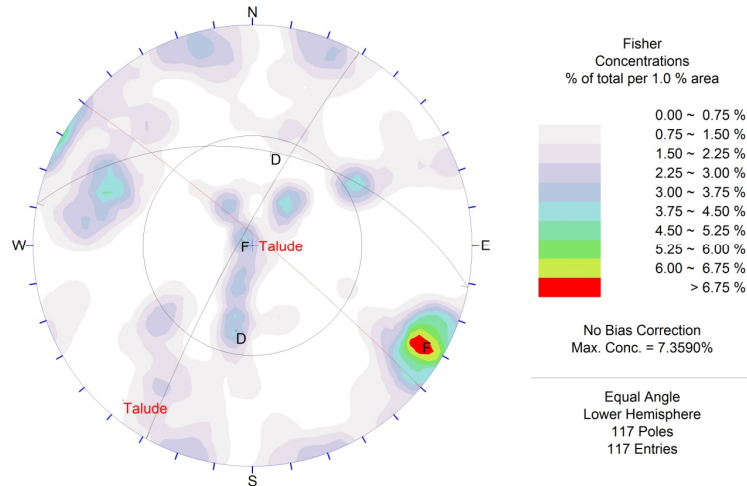 N
D
W
F
Talude
E
D
F
Talude
S
Fisher
Concentrations
% of total per 1.0 % area
0.00 ~ 0.75 %
0.75 ~ 1.50 %
1.50 ~ 2.25 %
2.25 ~ 3.00 %
3.00 ~ 3.75 %
3.75 ~ 4.50 %
4.50 ~ 5.25 %
5.25 ~ 6.00 %
6.00 ~ 6.75 %
> 6.75 %
No Bias Correction
Max. Conc. = 7.3590%
Equal Angle
Lower Hemisphere
117 Poles
117 Entries